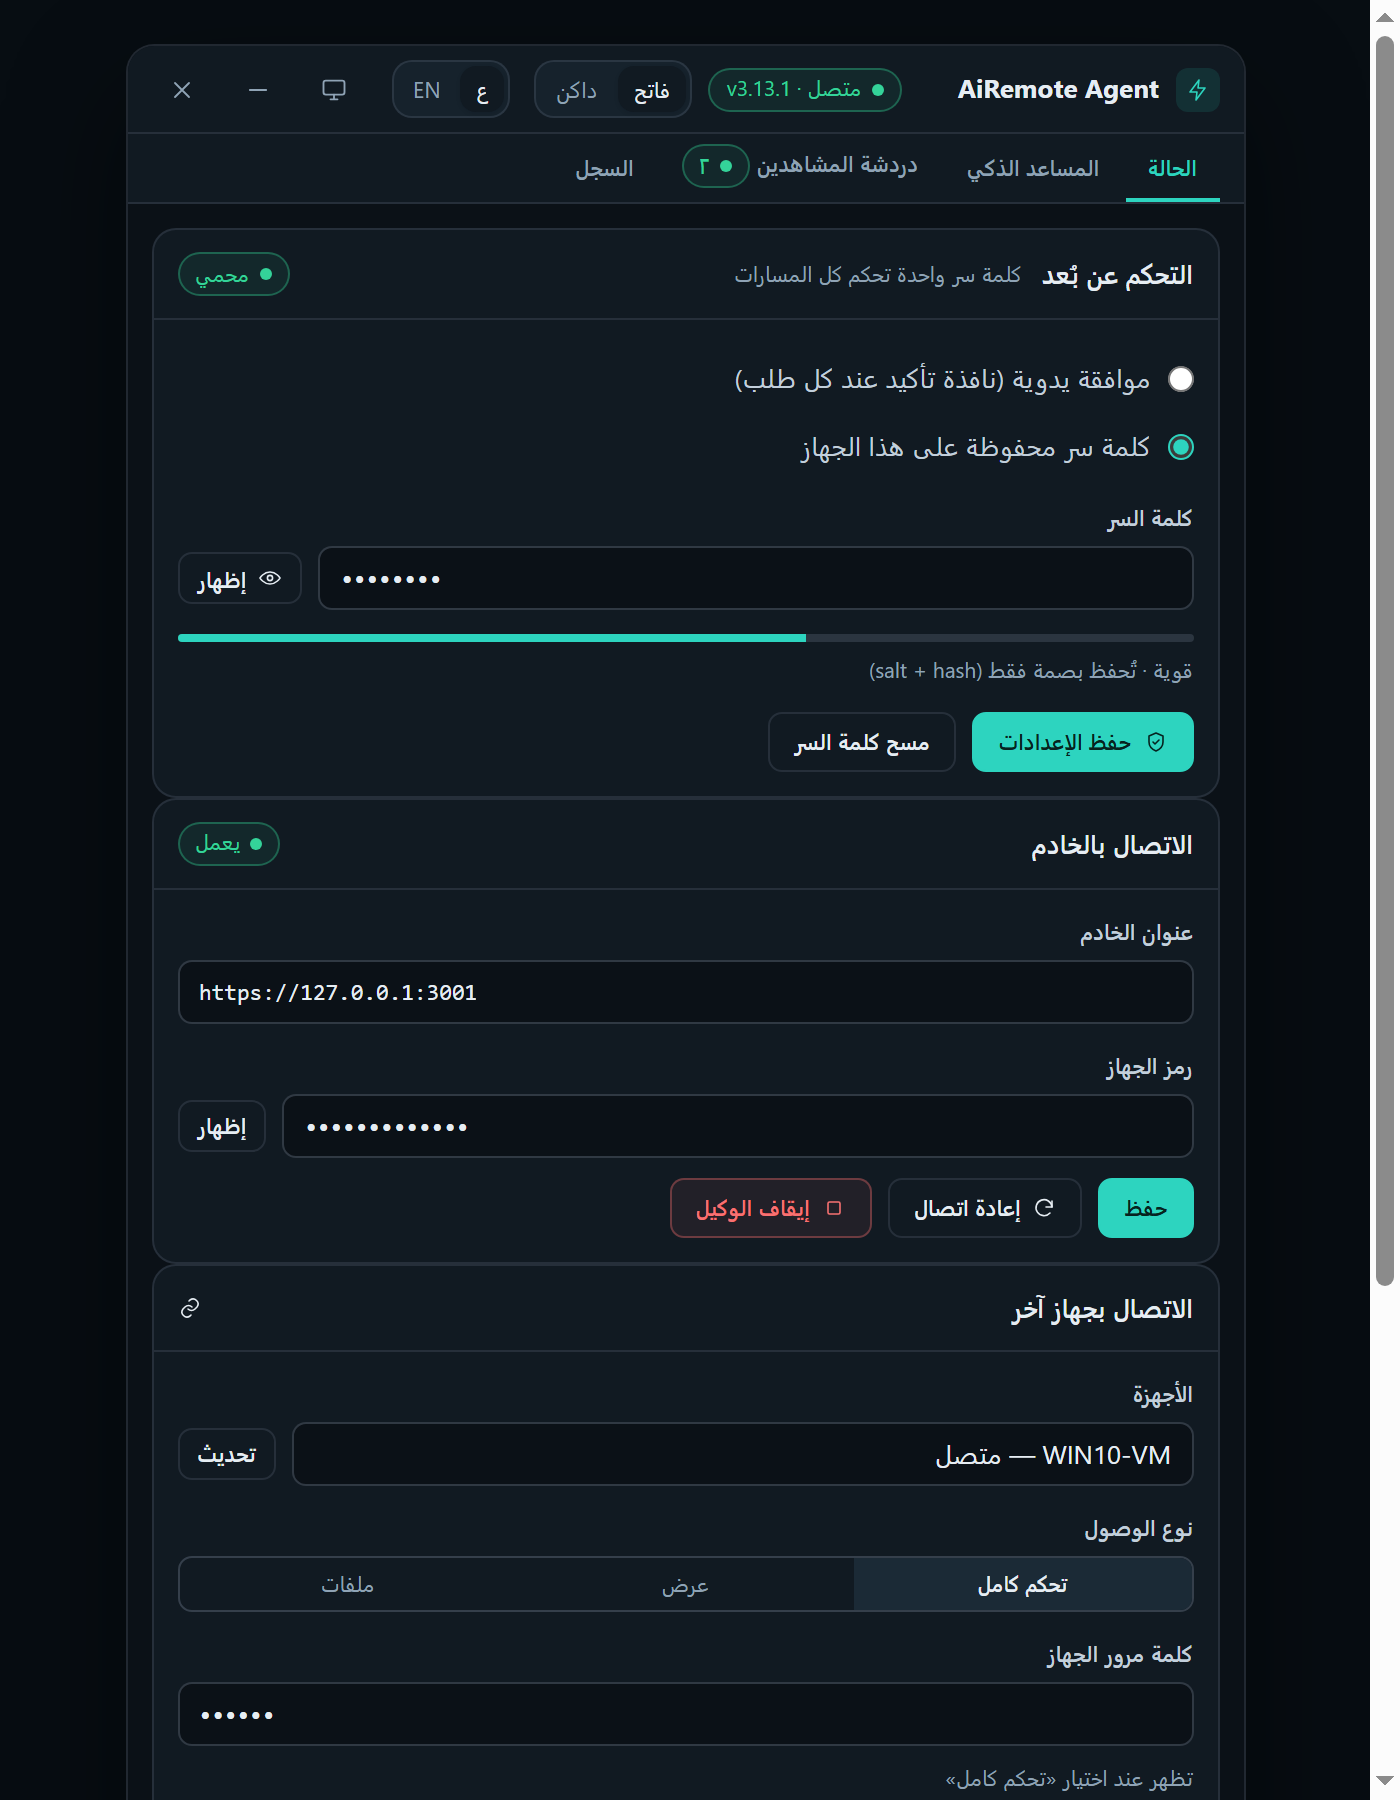 AiRemote Agent
متصل · v3.13.1
فاتح
داكن
ع
EN
الحالة
المساعد الذكي
دردشة المشاهدين
٢
السجل
التحكم عن بُعد
كلمة سر واحدة تحكم كل المسارات
محمي
موافقة يدوية (نافذة تأكيد عند كل طلب)
كلمة سر محفوظة على هذا الجهاز
كلمة السر
••••••••
إظهار
قوية · تُحفظ بصمة فقط (salt + hash)
حفظ الإعدادات
مسح كلمة السر
الاتصال بالخادم
يعمل
عنوان الخادم
https://127.0.0.1:3001
رمز الجهاز
•••••••••••••
إظهار
حفظ
إعادة اتصال
إيقاف الوكيل
الاتصال بجهاز آخر
الأجهزة
WIN10-VM — متصل
تحديث
نوع الوصول
تحكم كامل
عرض
ملفات
كلمة مرور الجهاز
••••••
تظهر عند اختيار «تحكم كامل»